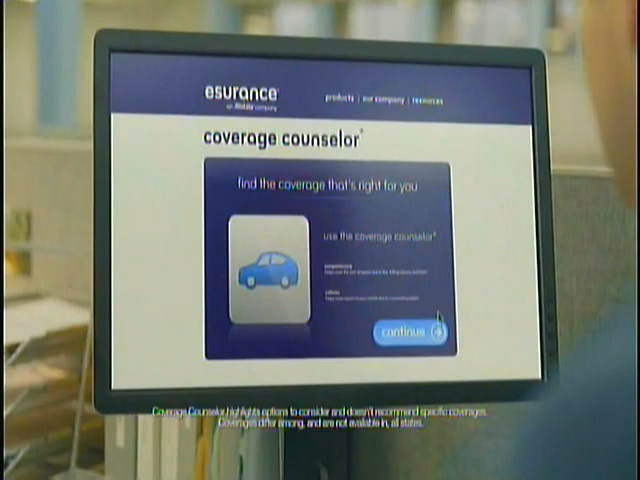 esurance
an Allstate company
products | our company | resources
coverage counselor®
find the coverage that's right for you
use the coverage counselor®
continue
Coverage Counselor highlights options to consider and doesn't recommend specific coverages.
Coverages differ among, and are not available in, all states.